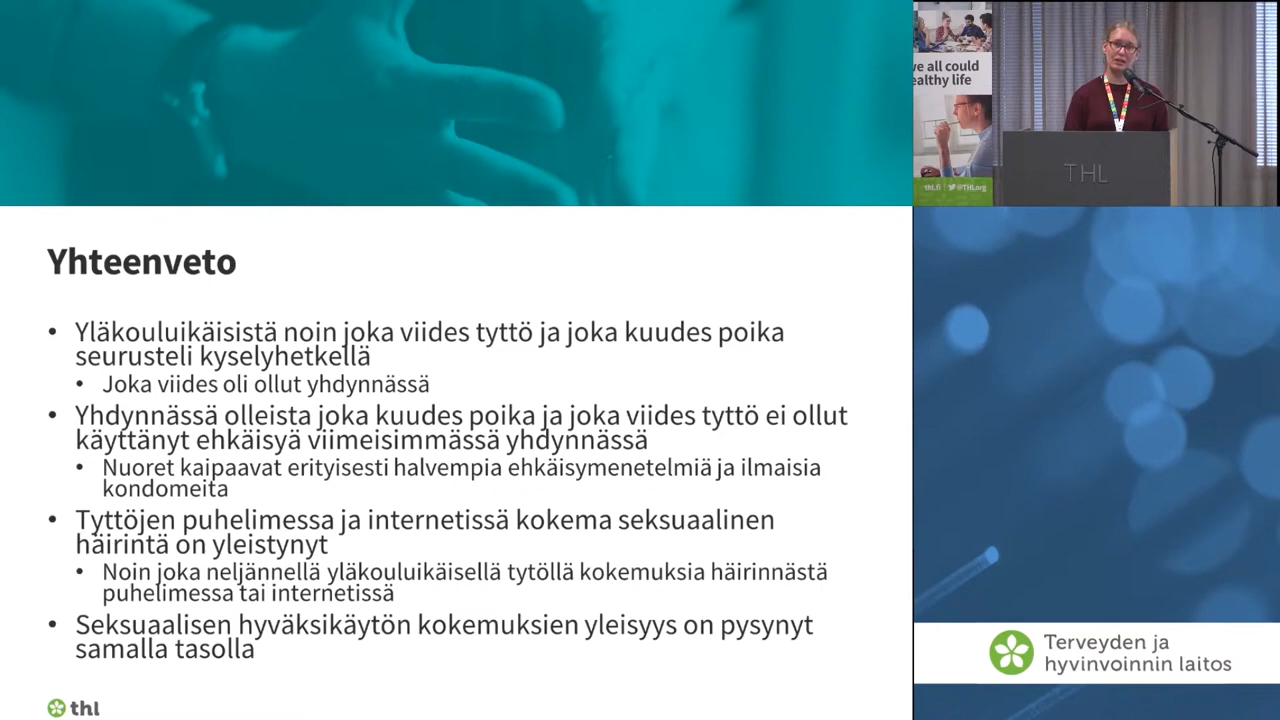 Yhteenveto
• Yläkouluikäisistä noin joka viides tyttö ja joka kuudes poika
seurusteli kyselyhetkellä
• Joka viides oli ollut yhdynnässä
• Yhdynnässä olleista joka kuudes poika ja joka viides tyttö ei ollut
käyttänyt ehkäisyä viimeisimmässä yhdynnässä
• Nuoret kaipaavat erityisesti halvempia ehkäisymenetelmiä ja ilmaisia
kondomeita
• Tyttöjen puhelimessa ja internetissä kokema seksuaalinen
häirintä on yleistynyt
• Noin joka neljännellä yläkouluikäisellä tytöllä kokemuksia häirinnästä
puhelimessa tai internetissä
• Seksuaalisen hyväksikäytön kokemuksien yleisyys on pysynyt
samalla tasolla
thl
ve all could
ealthy life
thl.fi | @THLorg
THL
Terveyden ja
hyvinvoinnin laitos